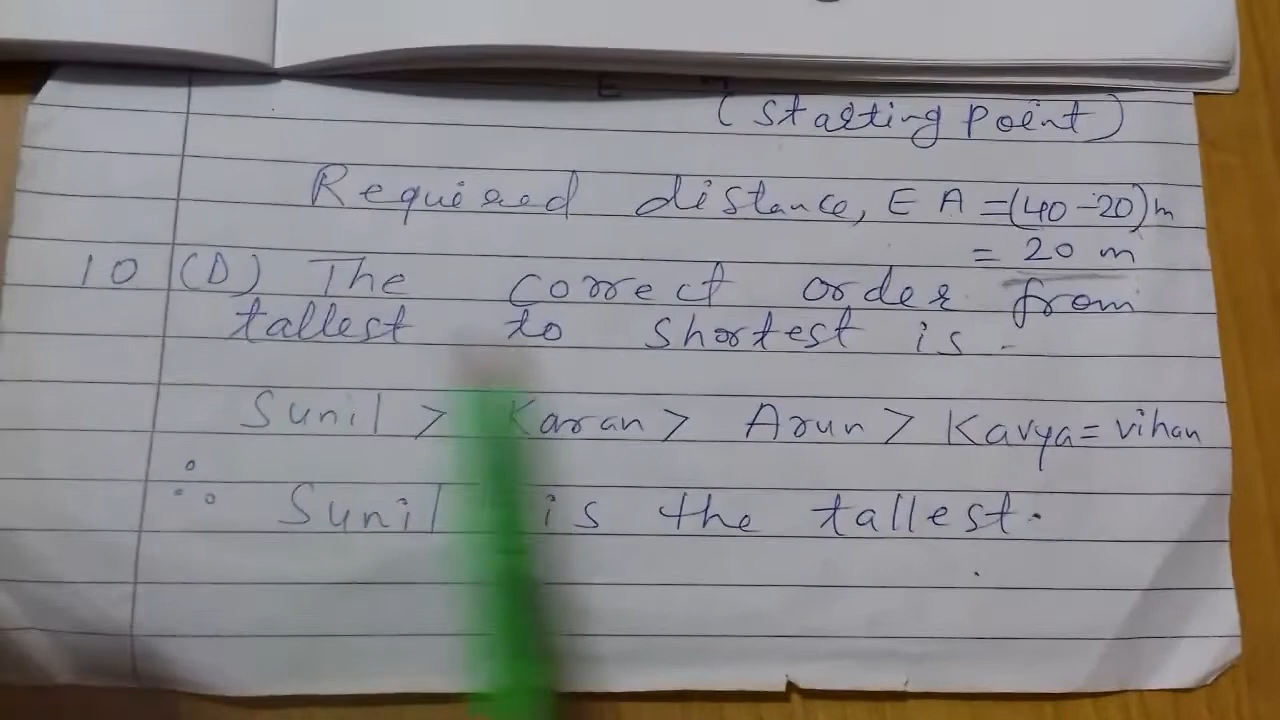 E
(Starting Point)
Required distance, EA =(40-20)m
= 20 m
10 (D) The correct order from
tallest to shortest is.
Sunil > Karan > Arun > Kavya= vihan
∴ Sunil is the tallest.